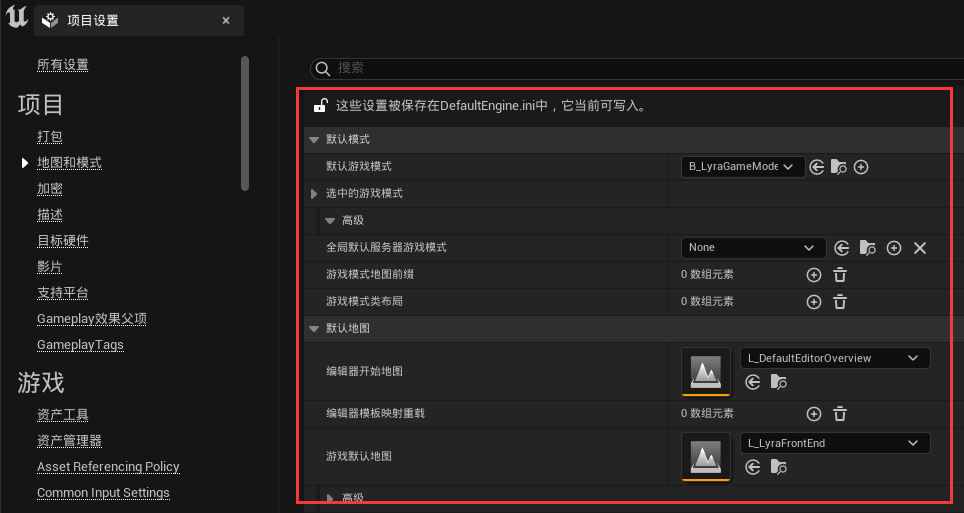 项目设置
所有设置
项目
打包
地图和模式
加密
描述
目标硬件
影片
支持平台
Gameplay效果父项
GameplayTags
游戏
资产工具
资产管理器
Asset Referencing Policy
Common Input Settings
搜索
这些设置被保存在DefaultEngine.ini中，它当前可写入。
默认模式
默认游戏模式 B_LyraGameMode
选中的游戏模式
高级
全局默认服务器游戏模式 None
游戏模式地图前缀 0 数组元素
游戏模式类布局 0 数组元素
默认地图
编辑器开始地图 L_DefaultEditorOverview
编辑器模板映射重载 0 数组元素
游戏默认地图 L_LyraFrontEnd
高级